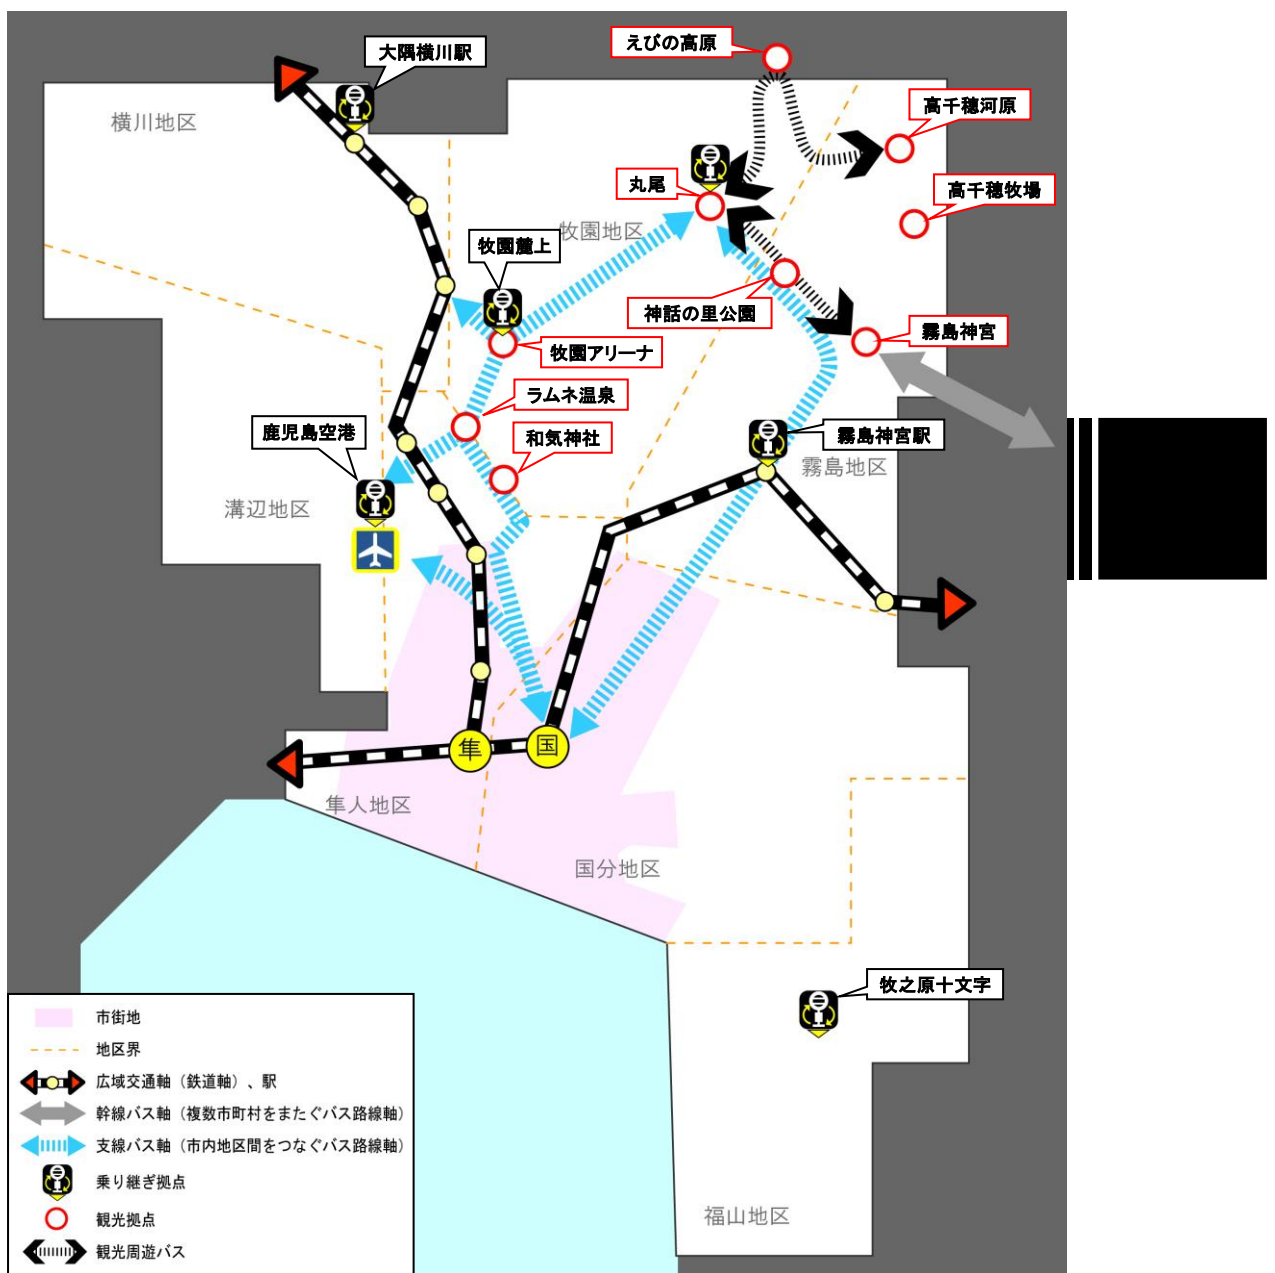 えびの高原
大隅横川駅
高千穂河原
横川地区
丸尾
高千穂牧場
牧園地区
牧園麓上
神話の里公園
霧島神宮
牧園アリーナ
ラムネ温泉
鹿児島空港
和気神社
霧島神宮駅
霧島地区
溝辺地区
隼
国
隼人地区
国分地区
牧之原十文字
福山地区
市街地
地区界
広域交通軸（鉄道軸）、駅
幹線バス軸（複数市町村をまたぐバス路線軸）
支線バス軸（市内地区間をつなぐバス路線軸）
乗り継ぎ拠点
観光拠点
観光周遊バス